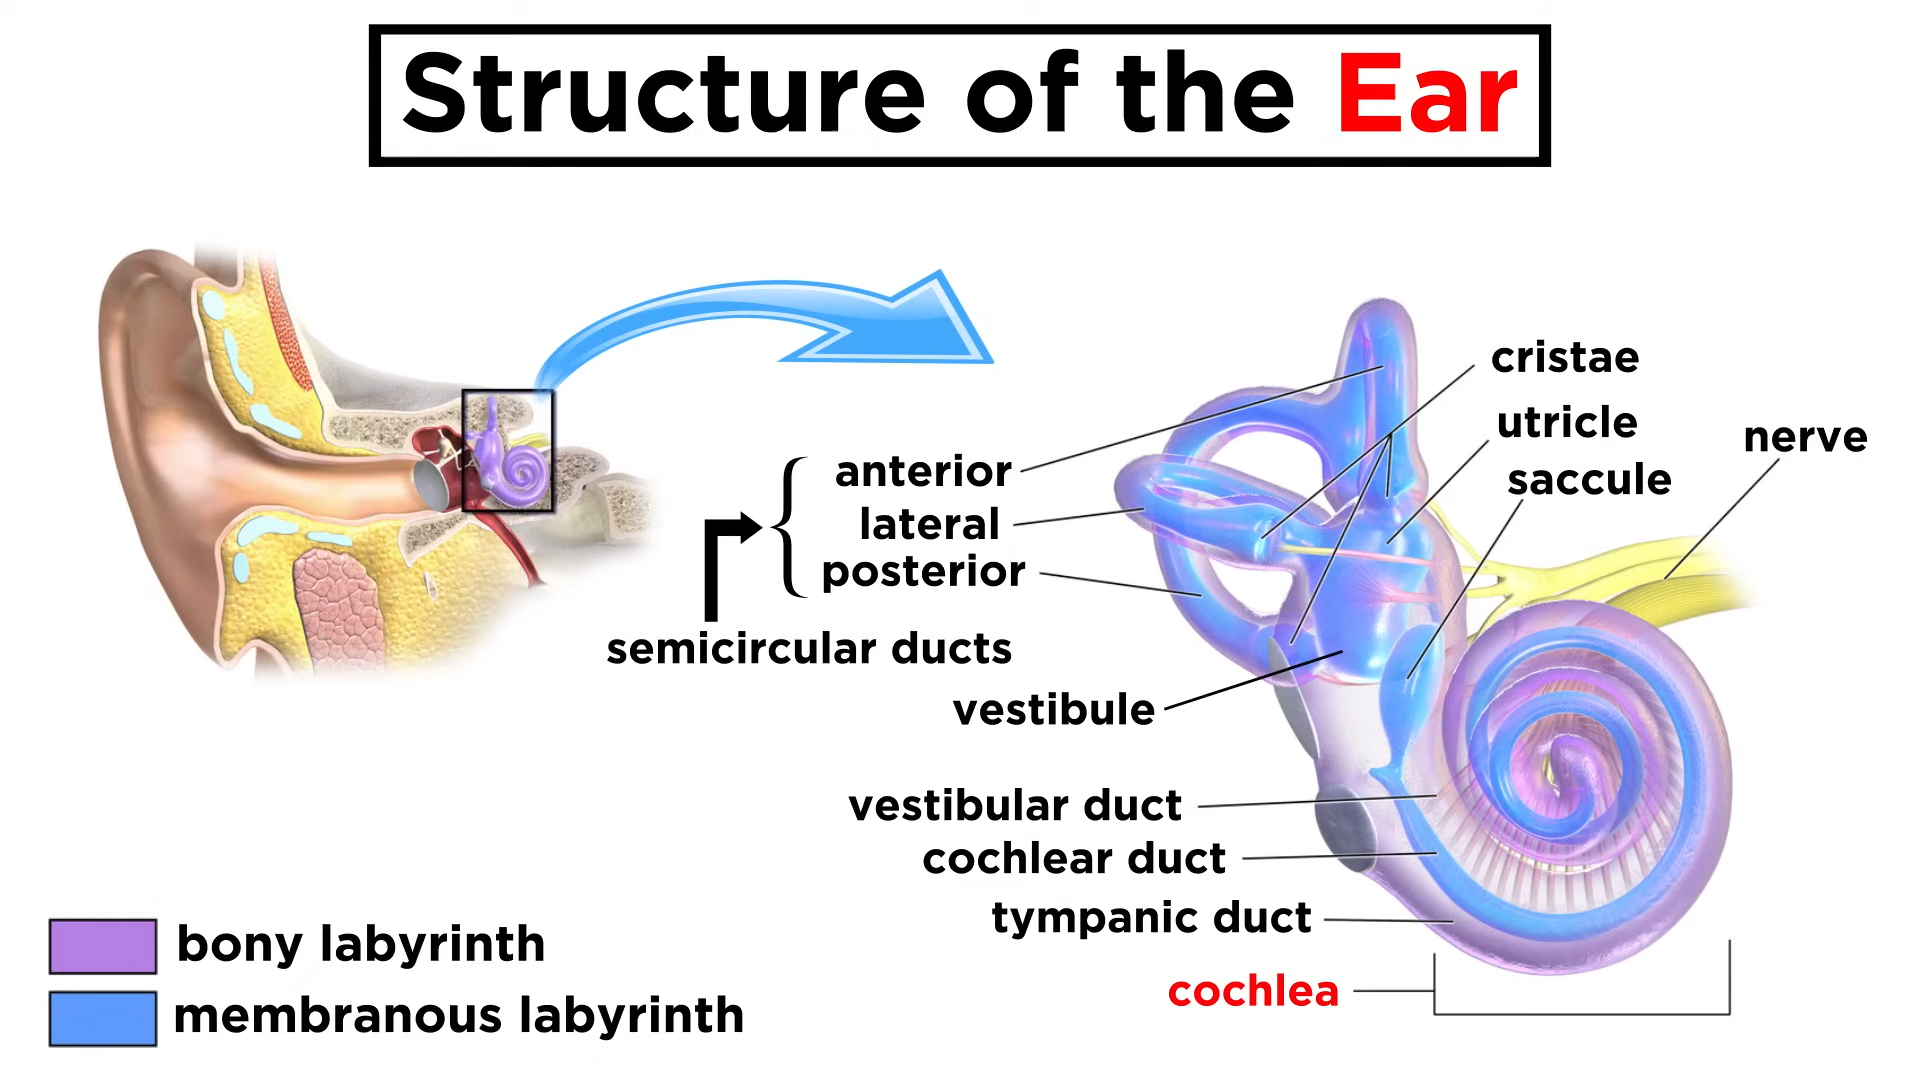 Structure of the Ear
cristae
utricle
nerve
saccule
anterior
lateral
posterior
semicircular ducts
vestibule
vestibular duct
cochlear duct
tympanic duct
cochlea
bony labyrinth
membranous labyrinth